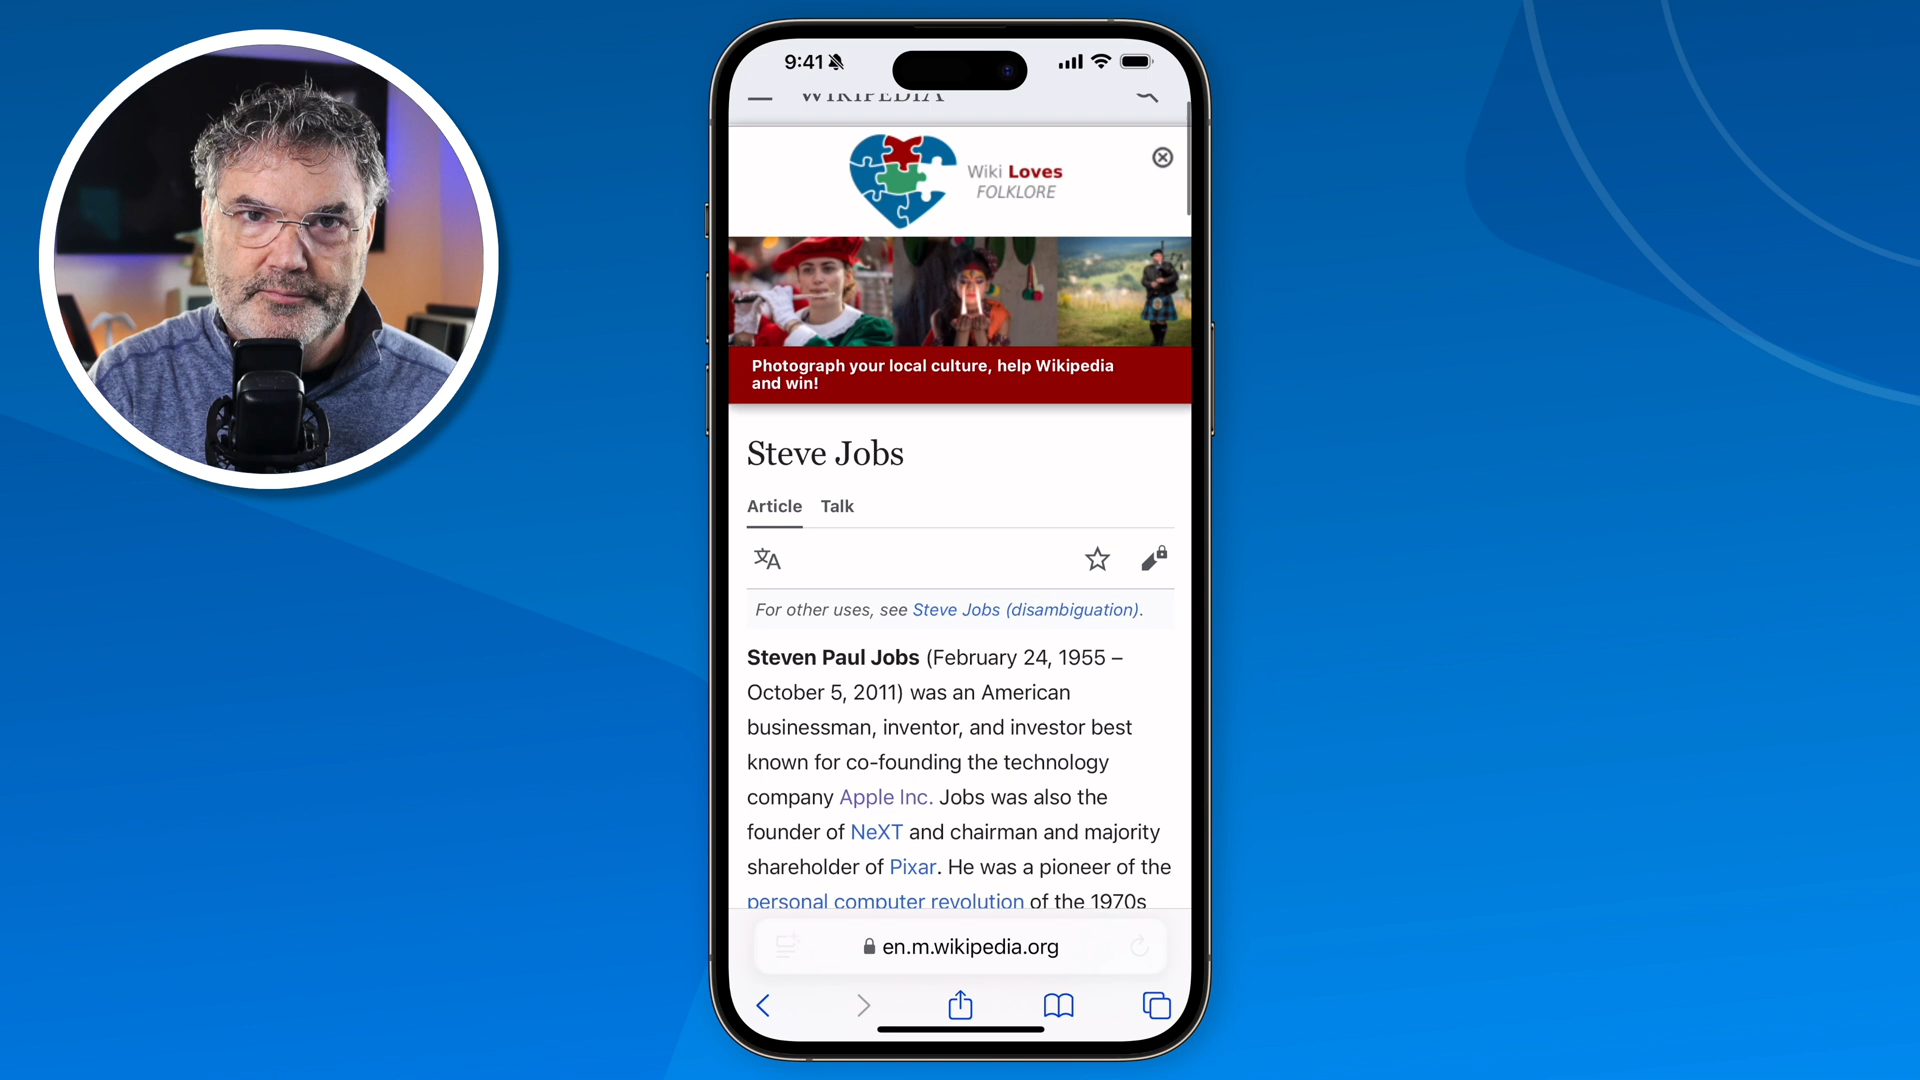 9:41
WIKIPEDIA
Wiki Loves
FOLKLORE
Photograph your local culture, help Wikipedia
and win!
Steve Jobs
Article Talk
文A
For other uses, see Steve Jobs (disambiguation).
Steven Paul Jobs (February 24, 1955 –
October 5, 2011) was an American
businessman, inventor, and investor best
known for co-founding the technology
company Apple Inc. Jobs was also the
founder of NeXT and chairman and majority
shareholder of Pixar. He was a pioneer of the
personal computer revolution of the 1970s
en.m.wikipedia.org